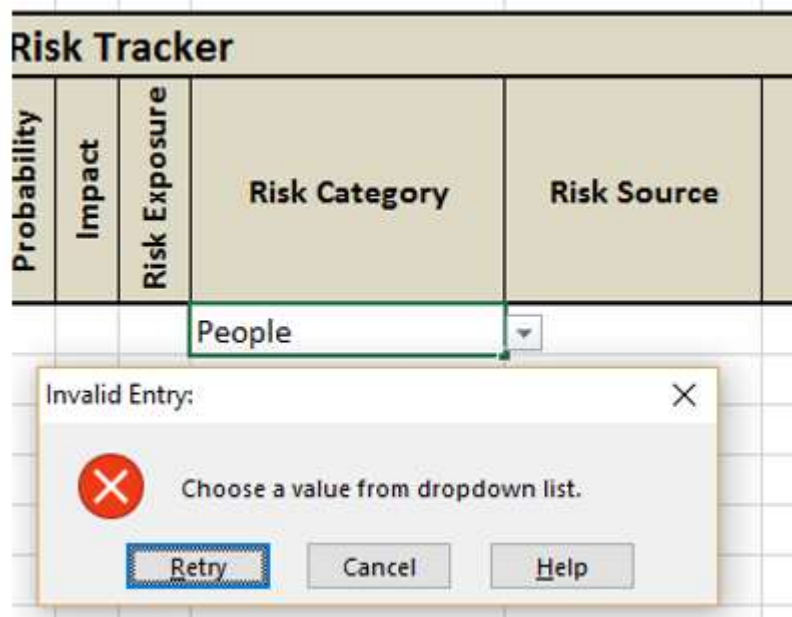 Risk Tracker
Probability
Impact
Risk Exposure
Risk Category
Risk Source
People
Invalid Entry:
Choose a value from dropdown list.
Retry
Cancel
Help